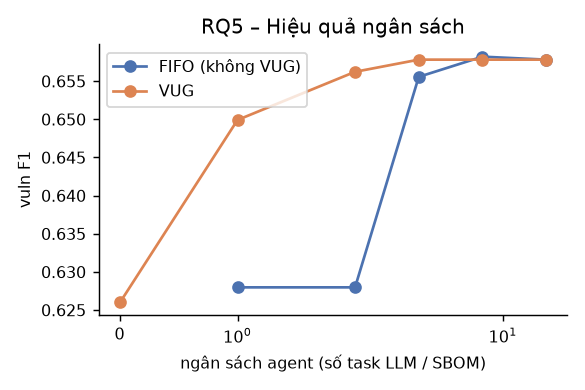 RQ5 – Hiệu quả ngân sách
FIFO (không VUG)
VUG
vuln F1
0.655
0.650
0.645
0.640
0.635
0.630
0.625
0
10⁰
10¹
ngân sách agent (số task LLM / SBOM)